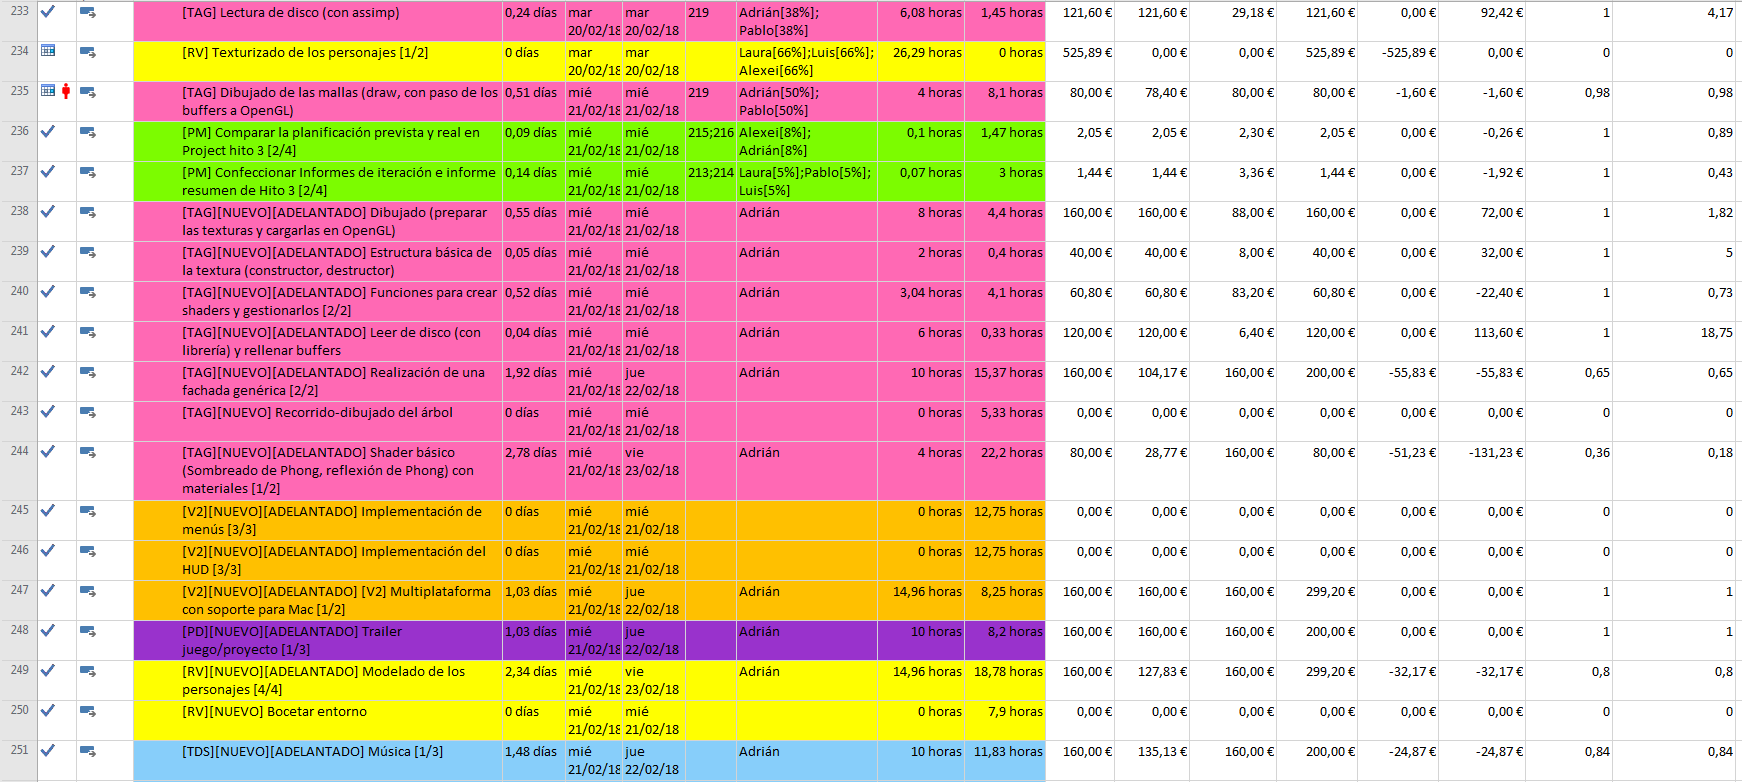 233 [TAG] Lectura de disco (con assimp) 0,24 días mar mar 219 Adrián[38%]; 6,08 horas 1,45 horas 121,60 € 121,60 € 29,18 € 121,60 € 0,00 € 92,42 € 1 4,17
20/02/18 20/02/18 Pablo[38%]
234 [RV] Texturizado de los personajes [1/2] 0 días mar mar Laura[66%];Luis[66%]; 26,29 horas 0 horas 525,89 € 0,00 € 0,00 € 525,89 € -525,89 € 0,00 € 0 0
20/02/18 20/02/18 Alexei[66%]
235 [TAG] Dibujado de las mallas (draw, con paso de los 0,51 días mié mié 219 Adrián[50%]; 4 horas 8,1 horas 80,00 € 78,40 € 80,00 € 80,00 € -1,60 € -1,60 € 0,98 0,98
buffers a OpenGL) 21/02/18 21/02/18 Pablo[50%]
236 [PM] Comparar la planificación prevista y real en 0,09 días mié mié 215;216 Alexei[8%]; 0,1 horas 1,47 horas 2,05 € 2,05 € 2,30 € 2,05 € 0,00 € -0,26 € 1 0,89
Project hito 3 [2/4] 21/02/18 21/02/18 Adrián[8%]
237 [PM] Confeccionar Informes de iteración e informe 0,14 días mié mié 213;214 Laura[5%];Pablo[5%]; 0,07 horas 3 horas 1,44 € 1,44 € 3,36 € 1,44 € 0,00 € -1,92 € 1 0,43
resumen de Hito 3 [2/4] 21/02/18 21/02/18 Luis[5%]
238 [TAG][NUEVO][ADELANTADO] Dibujado (preparar 0,55 días mié mié Adrián 8 horas 4,4 horas 160,00 € 160,00 € 88,00 € 160,00 € 0,00 € 72,00 € 1 1,82
las texturas y cargarlas en OpenGL) 21/02/18 21/02/18
239 [TAG][NUEVO][ADELANTADO] Estructura básica de 0,05 días mié mié Adrián 2 horas 0,4 horas 40,00 € 40,00 € 8,00 € 40,00 € 0,00 € 32,00 € 1 5
la textura (constructor, destructor) 21/02/18 21/02/18
240 [TAG][NUEVO][ADELANTADO] Funciones para crear 0,52 días mié mié Adrián 3,04 horas 4,1 horas 60,80 € 60,80 € 83,20 € 60,80 € 0,00 € -22,40 € 1 0,73
shaders y gestionarlos [2/2] 21/02/18 21/02/18
241 [TAG][NUEVO][ADELANTADO] Leer de disco (con 0,04 días mié mié Adrián 6 horas 0,33 horas 120,00 € 120,00 € 6,40 € 120,00 € 0,00 € 113,60 € 1 18,75
librería) y rellenar buffers 21/02/18 21/02/18
242 [TAG][NUEVO][ADELANTADO] Realización de una 1,92 días mié jue Adrián 10 horas 15,37 horas 160,00 € 104,17 € 160,00 € 200,00 € -55,83 € -55,83 € 0,65 0,65
fachada genérica [2/2] 21/02/18 22/02/18
243 [TAG][NUEVO] Recorrido-dibujado del árbol 0 días mié mié 0 horas 5,33 horas 0,00 € 0,00 € 0,00 € 0,00 € 0,00 € 0,00 € 0 0
21/02/18 21/02/18
244 [TAG][NUEVO][ADELANTADO] Shader básico 2,78 días mié vie Adrián 4 horas 22,2 horas 80,00 € 28,77 € 160,00 € 80,00 € -51,23 € -131,23 € 0,36 0,18
(Sombreado de Phong, reflexión de Phong) con 21/02/18 23/02/18
materiales [1/2]
245 [V2][NUEVO][ADELANTADO] Implementación de 0 días mié mié 0 horas 12,75 horas 0,00 € 0,00 € 0,00 € 0,00 € 0,00 € 0,00 € 0 0
menús [3/3] 21/02/18 21/02/18
246 [V2][NUEVO][ADELANTADO] Implementación del 0 días mié mié 0 horas 12,75 horas 0,00 € 0,00 € 0,00 € 0,00 € 0,00 € 0,00 € 0 0
HUD [3/3] 21/02/18 21/02/18
247 [V2][NUEVO][ADELANTADO] [V2] Multiplataforma 1,03 días mié jue Adrián 14,96 horas 8,25 horas 160,00 € 160,00 € 160,00 € 299,20 € 0,00 € 0,00 € 1 1
con soporte para Mac [1/2] 21/02/18 22/02/18
248 [PD][NUEVO][ADELANTADO] Trailer 1,03 días mié jue Adrián 10 horas 8,2 horas 160,00 € 160,00 € 160,00 € 200,00 € 0,00 € 0,00 € 1 1
juego/proyecto [1/3] 21/02/18 22/02/18
249 [RV][NUEVO][ADELANTADO] Modelado de los 2,34 días mié vie Adrián 14,96 horas 18,78 horas 160,00 € 127,83 € 160,00 € 299,20 € -32,17 € -32,17 € 0,8 0,8
personajes [4/4] 21/02/18 23/02/18
250 [RV][NUEVO] Bocetar entorno 0 días mié mié 0 horas 7,9 horas 0,00 € 0,00 € 0,00 € 0,00 € 0,00 € 0,00 € 0 0
21/02/18 21/02/18
251 [TDS][NUEVO][ADELANTADO] Música [1/3] 1,48 días mié jue Adrián 10 horas 11,83 horas 160,00 € 135,13 € 160,00 € 200,00 € -24,87 € -24,87 € 0,84 0,84
21/02/18 22/02/18